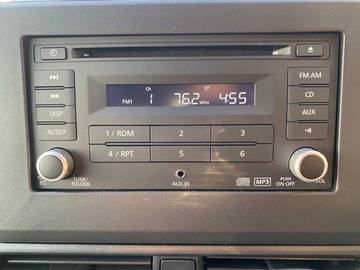 FM AM
Ch ST
FM1 1 76.2 MHz 4:55
CD
DISP
AUX
AUTO.P
1 / RDM 2 3
4 / RPT 5 6
EQ
TUNE/
FOLDER
AUX IN
MP3
PUSH
ON·OFF
VOL